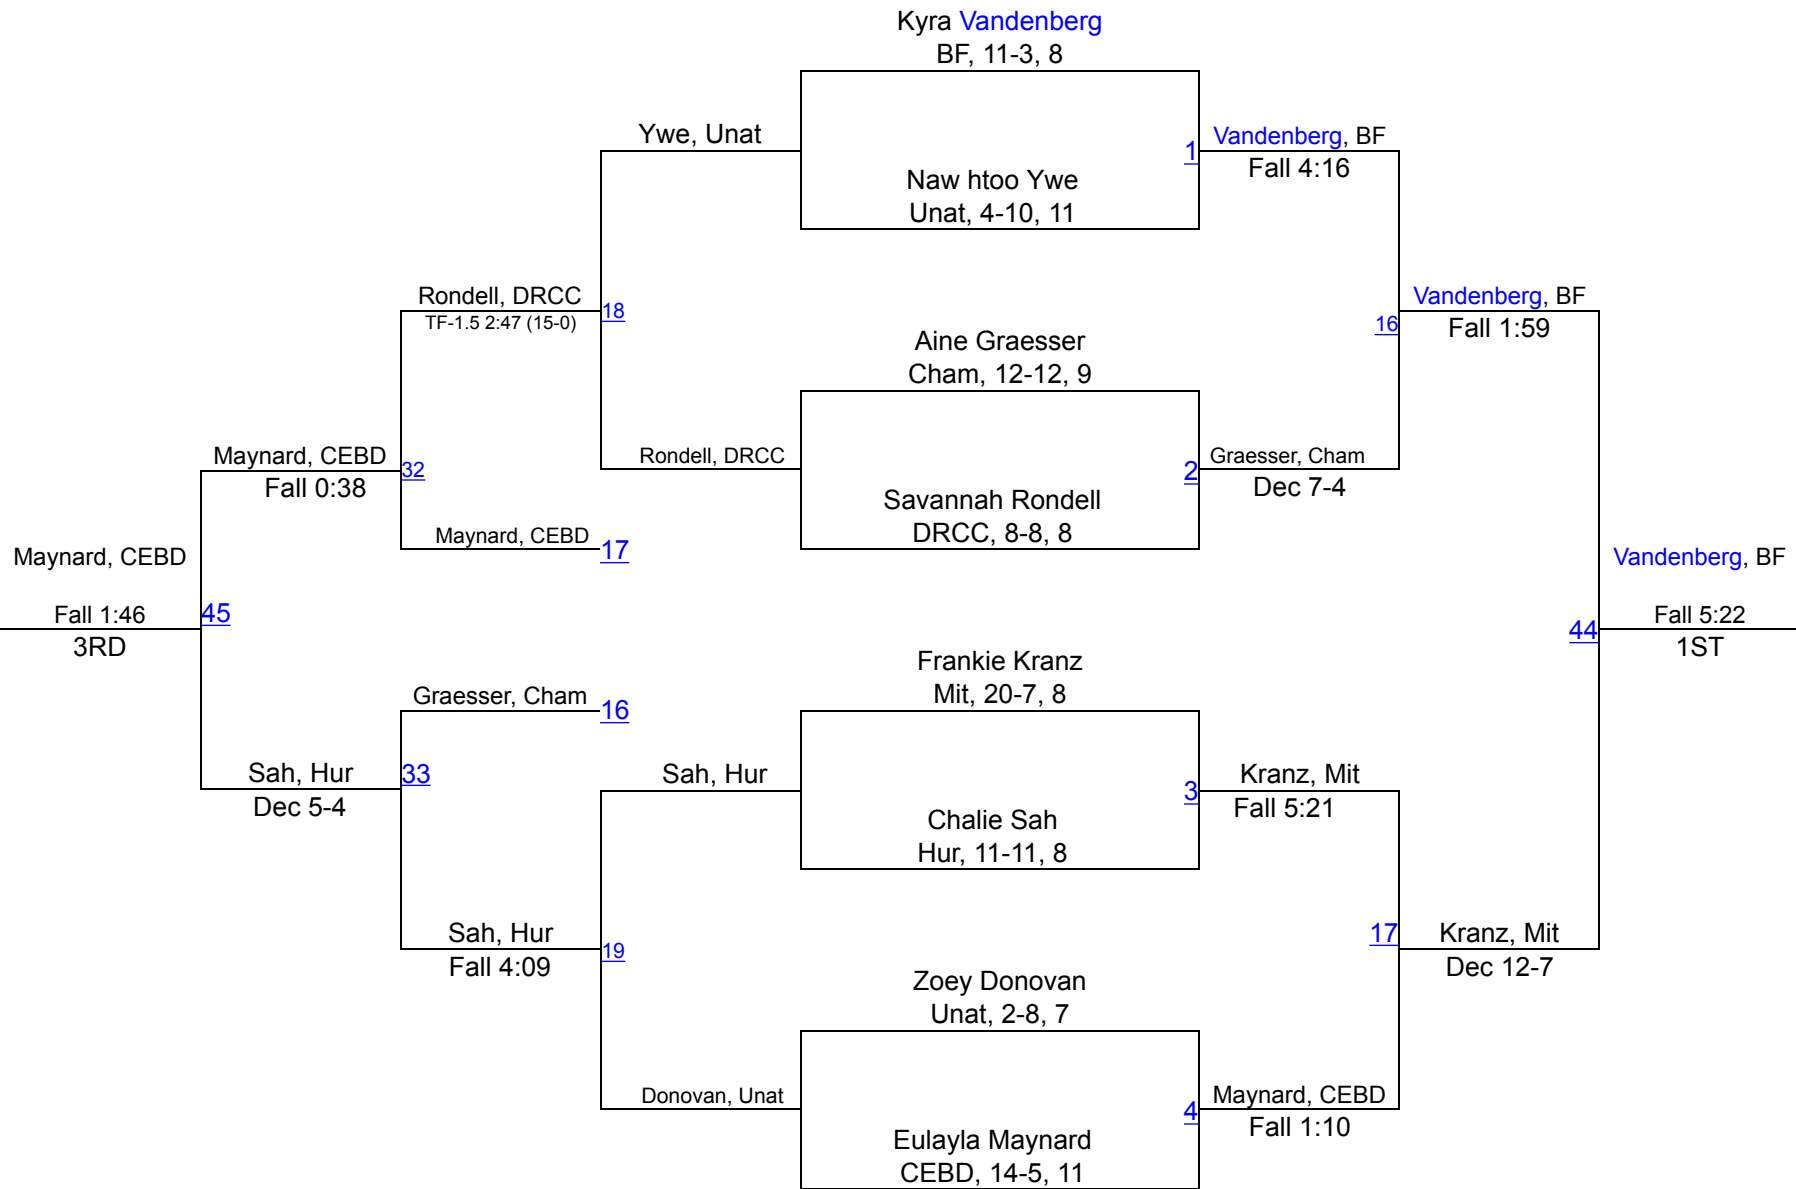 Kyra Vandenberg
BF, 11-3, 8
Ywe, Unat
1
Vandenberg, BF
Fall 4:16
Naw htoo Ywe
Unat, 4-10, 11
Rondell, DRCC
TF-1.5 2:47 (15-0)
18
Vandenberg, BF
Fall 1:59
16
Aine Graesser
Cham, 12-12, 9
Maynard, CEBD
Fall 0:38
32
Rondell, DRCC
2
Graesser, Cham
Dec 7-4
Savannah Rondell
DRCC, 8-8, 8
Maynard, CEBD
17
Maynard, CEBD
Fall 1:46
3RD
45
Vandenberg, BF
Fall 5:22
1ST
44
Frankie Kranz
Mit, 20-7, 8
Graesser, Cham
16
Sah, Hur
Dec 5-4
33
Sah, Hur
3
Kranz, Mit
Fall 5:21
Chalie Sah
Hur, 11-11, 8
Sah, Hur
Fall 4:09
19
17
Kranz, Mit
Dec 12-7
Zoey Donovan
Unat, 2-8, 7
Donovan, Unat
4
Maynard, CEBD
Fall 1:10
Eulayla Maynard
CEBD, 14-5, 11